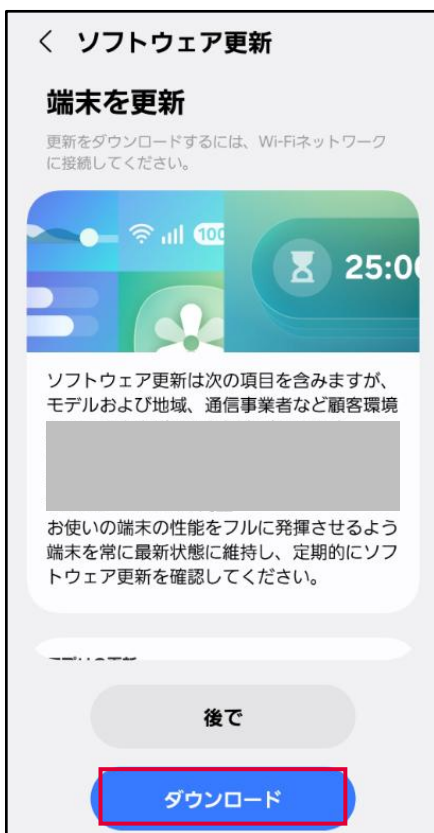 く ソフトウェア更新
端末を更新
更新をダウンロードするには、Wi-Fiネットワーク
に接続してください。
100
25:00
ソフトウェア更新は次の項目を含みますが、
モデルおよび地域、通信事業者など顧客環境
お使いの端末の性能をフルに発揮させるよう
端末を常に最新状態に維持し、定期的にソフ
トウェア更新を確認してください。
後で
ダウンロード